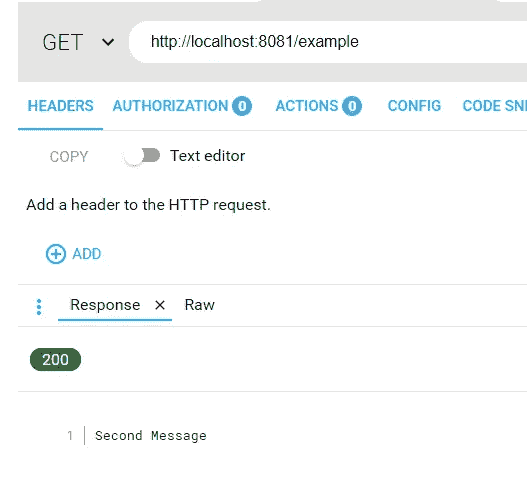 GET http://localhost:8081/example
HEADERS AUTHORIZATION 0 ACTIONS 0 CONFIG CODE SNI
COPY Text editor
Add a header to the HTTP request.
ADD
Response Raw
200
1 Second Message